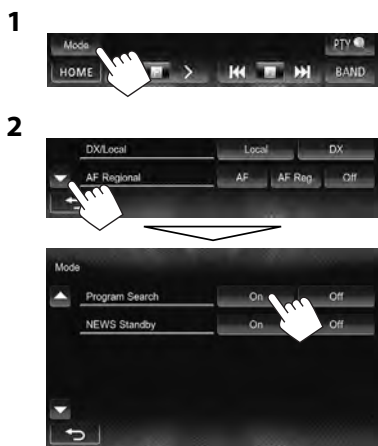 1
Mode PTY
HOME BAND
2
DX/Local Local DX
AF Regional AF AF Reg. Off
Mode
Program Search On Off
NEWS Standby On Off